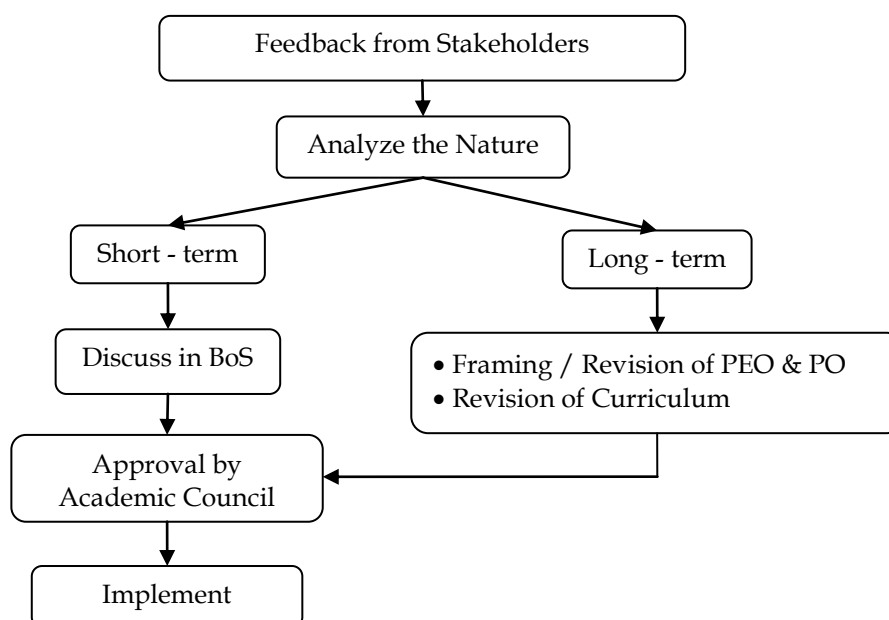 Feedback from Stakeholders
Analyze the Nature
Short - term
Long - term
Discuss in BoS
• Framing / Revision of PEO & PO
• Revision of Curriculum
Approval by
Academic Council
Implement